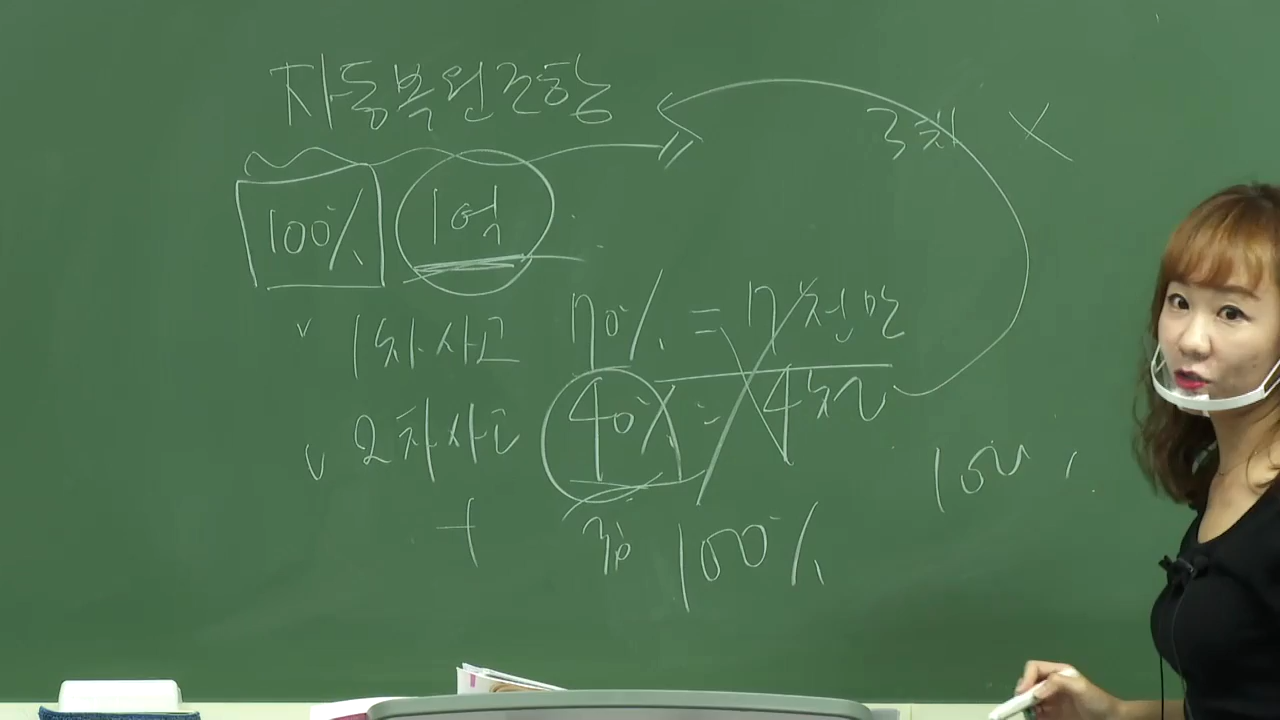 자동복원조항
3차 X
100% 1억
1차사고 70% = 7천만
2차사고 40% = 4천
+ 30 100% 100